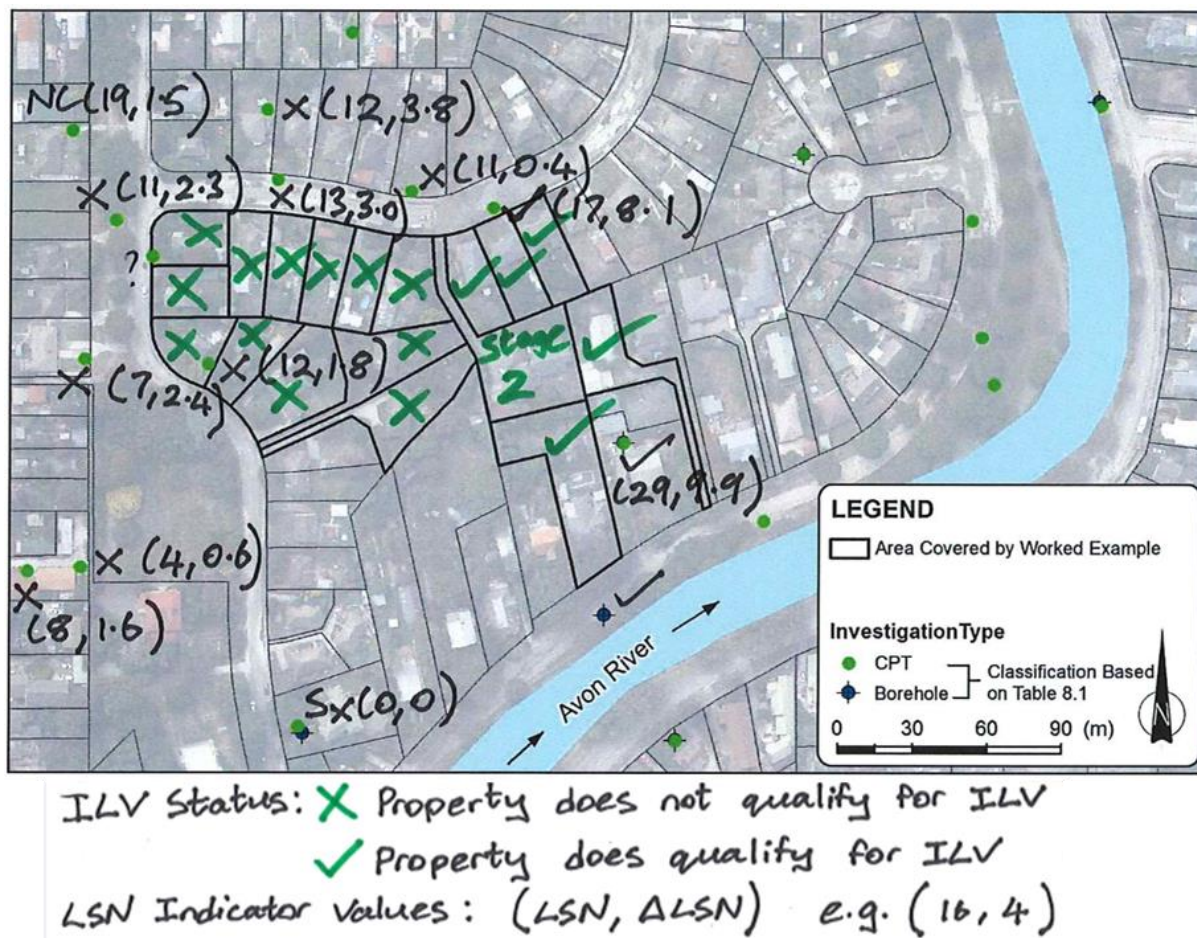 NC(19,1.5)
X(12,3.8)
X(11,0.4)
X(11,2.3)
X(13,3.0)
(17,8.1)
?
stage
2
X(12,1.8)
X(7,2.4)
(29,9.9)
X(4,0.6)
X
(8,1.6)
Sx(0,0)
Avon River
LEGEND
Area Covered by Worked Example
InvestigationType
CPT
Borehole
Classification Based
on Table 8.1
0 30 60 90 (m)
N
ILV Status: X Property does not qualify for ILV
✓ Property does qualify for ILV
LSN Indicator values: (LSN, ΔLSN) e.g. (16, 4)